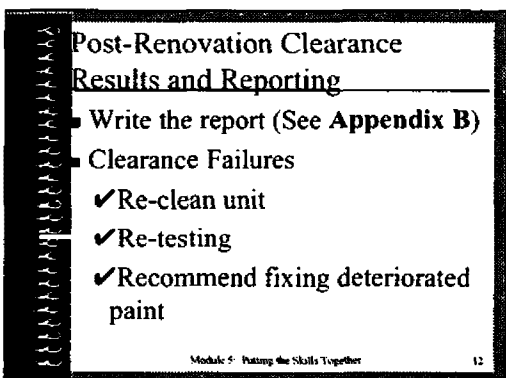 Post-Renovation Clearance
Results and Reporting
■ Write the report (See Appendix B)
■ Clearance Failures
✔Re-clean unit
✔Re-testing
✔Recommend fixing deteriorated
paint
Module 5: Putting the Skills Together 12